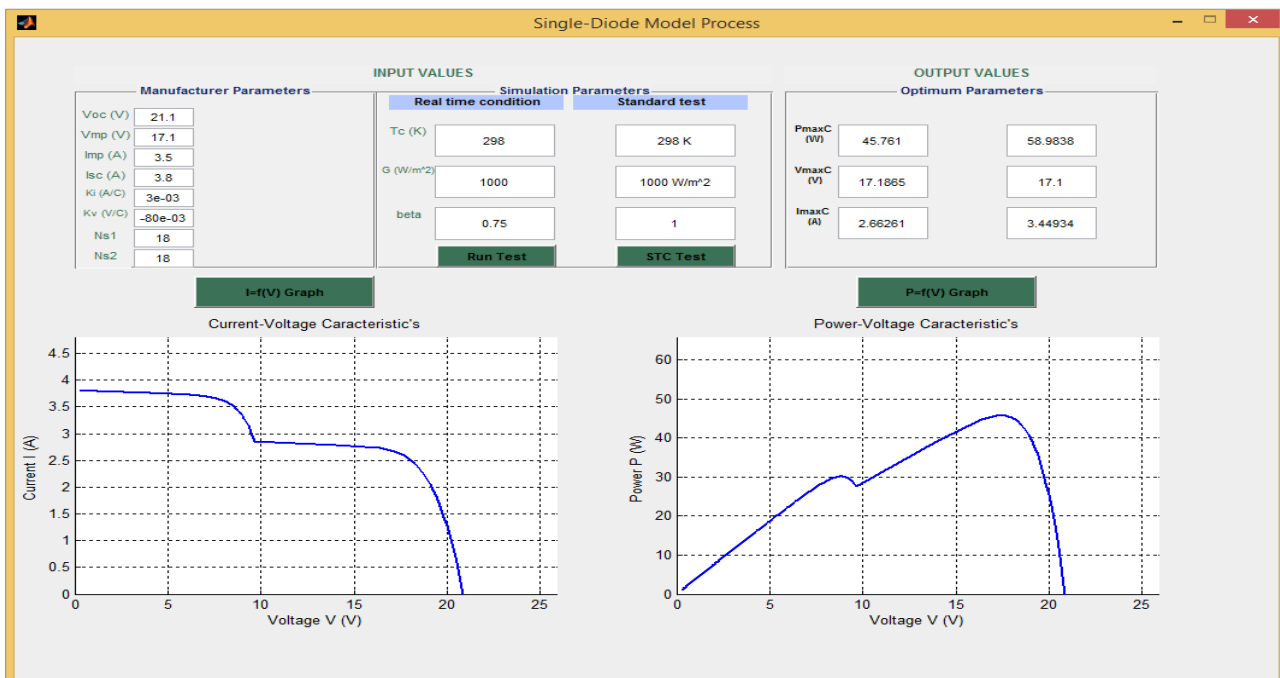 Single-Diode Model Process
INPUT VALUES
OUTPUT VALUES
Manufacturer Parameters
Simulation Parameters
Optimum Parameters
Real time condition
Standard test
Voc (V)
21.1
Vmp (V)
17.1
Imp (A)
3.5
Isc (A)
3.8
Ki (A/C)
3e-03
Kv (V/C)
-80e-03
Ns1
18
Ns2
18
Tc (K)
298
298 K
G (W/m^2)
1000
1000 W/m^2
beta
0.75
1
Run Test
STC Test
PmaxC
(W)
45.761
58.9838
VmaxC
(V)
17.1865
17.1
ImaxC
(A)
2.66261
3.44934
I=f(V) Graph
P=f(V) Graph
Current-Voltage Caracteristic's
4.5
4
3.5
3
2.5
2
1.5
1
0.5
0
Current I (A)
0 5 10 15 20 25
Voltage V (V)
Power-Voltage Caracteristic's
60
50
40
30
20
10
0
Power P (W)
0 5 10 15 20 25
Voltage V (V)